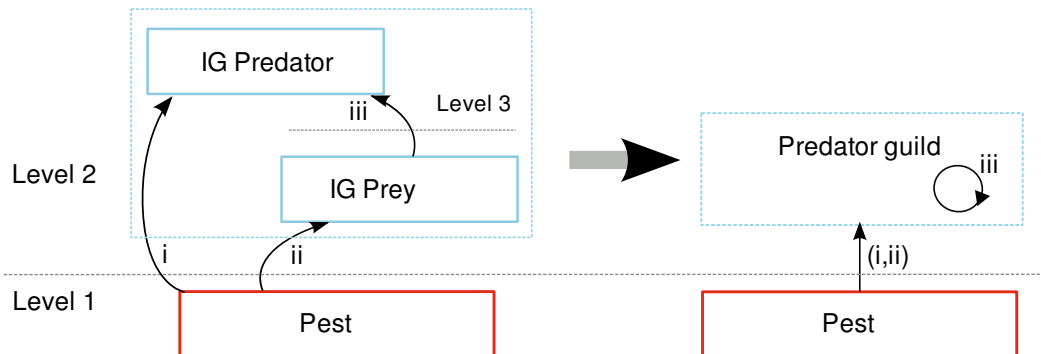 IG Predator
iii
Level 3
Level 2
IG Prey
i
ii
Level 1
Pest
Predator guild
iii
(i,ii)
Pest